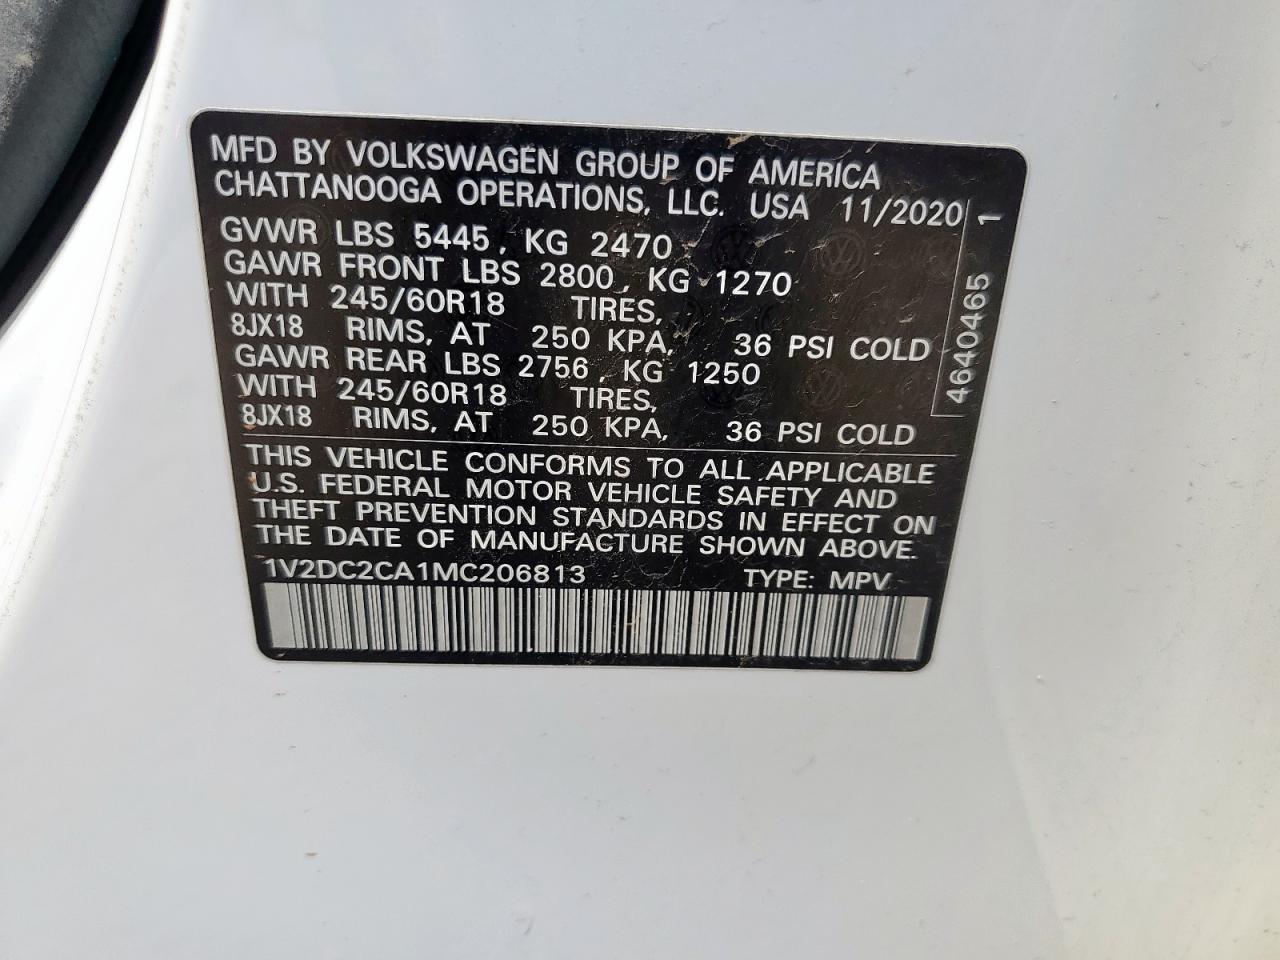 MFD BY VOLKSWAGEN GROUP OF AMERICA
CHATTANOOGA OPERATIONS, LLC. USA 11/2020
GVWR LBS 5445, KG 2470
GAWR FRONT LBS 2800, KG 1270
WITH 245/60R18 TIRES,
8JX18 RIMS, AT 250 KPA, 36 PSI COLD
GAWR REAR LBS 2756, KG 1250
WITH 245/60R18 TIRES,
8JX18 RIMS, AT 250 KPA, 36 PSI COLD
4640465 1
THIS VEHICLE CONFORMS TO ALL APPLICABLE
U.S. FEDERAL MOTOR VEHICLE SAFETY AND
THEFT PREVENTION STANDARDS IN EFFECT ON
THE DATE OF MANUFACTURE SHOWN ABOVE.
1V2DC2CA1MC206813 TYPE: MPV